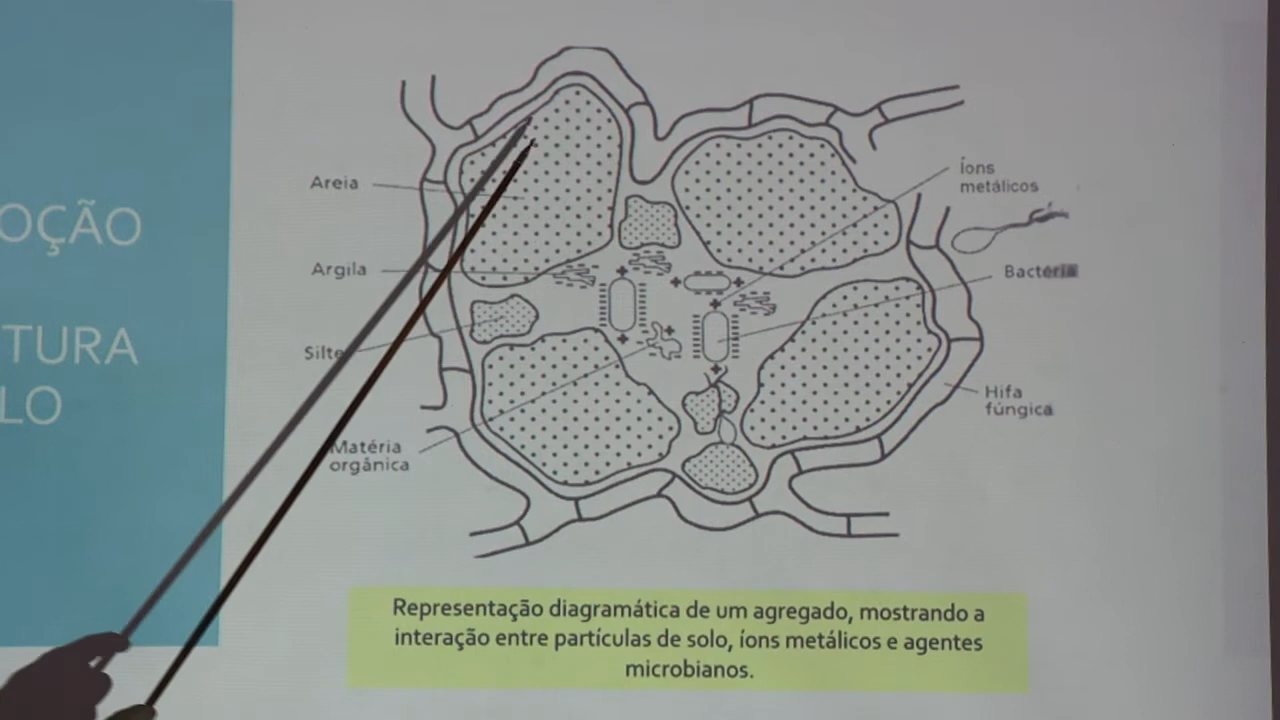 OÇÃO
TURA
LO
Areia
Argila
Silte
Matéria
orgânica
Íons
metálicos
Bactéria
Hifa
fúngica
Representação diagramática de um agregado, mostrando a
interação entre partículas de solo, íons metálicos e agentes
microbianos.